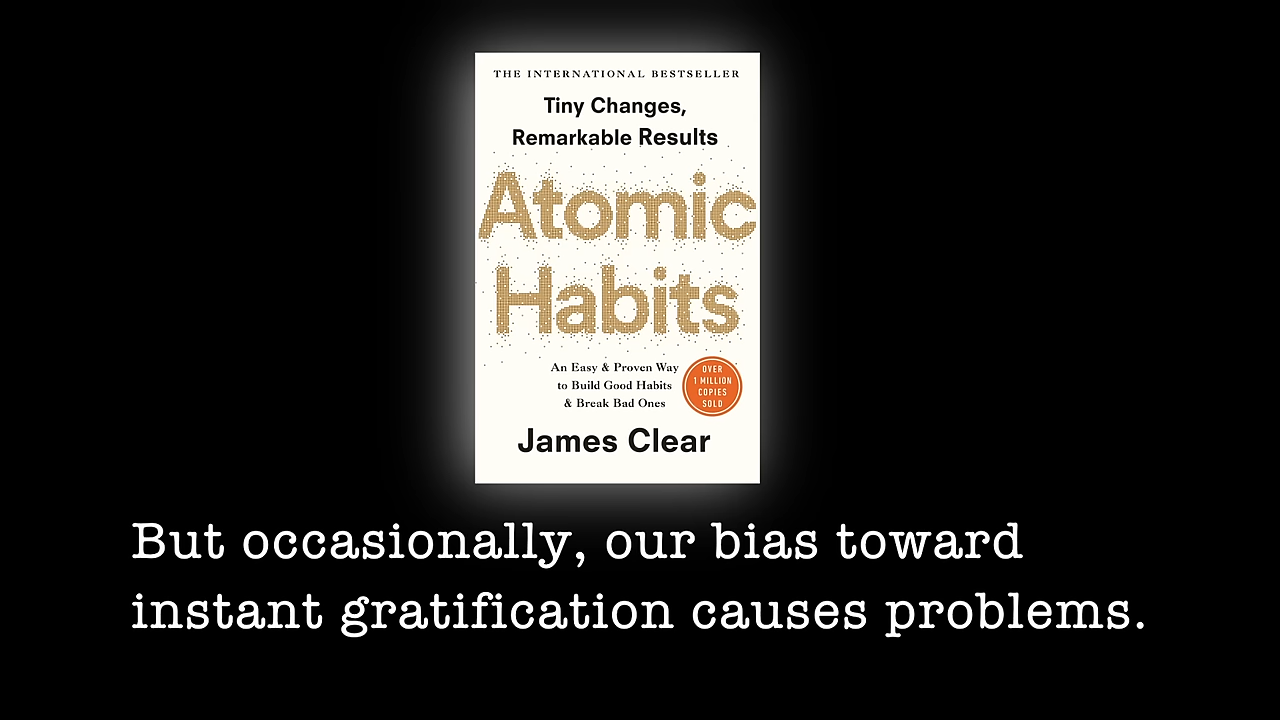 THE INTERNATIONAL BESTSELLER
Tiny Changes,
Remarkable Results
Atomic
Habits
An Easy & Proven Way
to Build Good Habits
& Break Bad Ones
OVER
1 MILLION
COPIES
SOLD
James Clear
But occasionally, our bias toward
instant gratification causes problems.